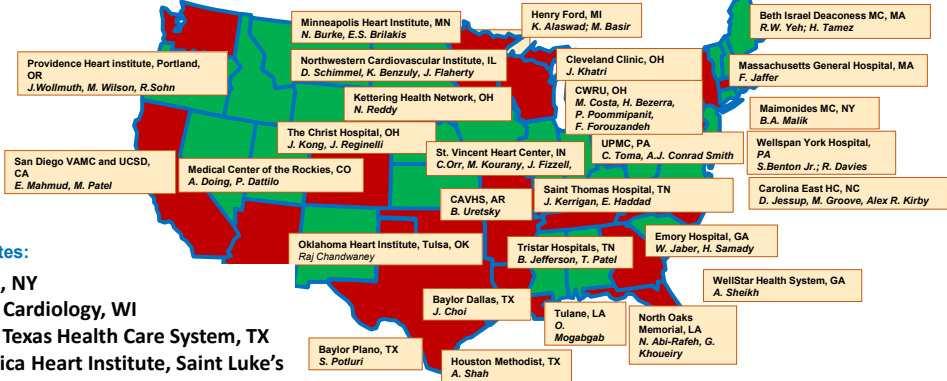 Minneapolis Heart Institute, MN
N. Burke, E.S. Brilakis
Henry Ford, MI
K. Alaswad; M. Basir
Beth Israel Deaconess MC, MA
R.W. Yeh; H. Tamez
Providence Heart institute, Portland,
OR
J.Wollmuth, M. Wilson, R.Sohn
Northwestern Cardiovascular Institute, IL
D. Schimmel, K. Benzuly, J. Flaherty
Cleveland Clinic, OH
J. Khatri
Massachusetts General Hospital, MA
F. Jaffer
Kettering Health Network, OH
N. Reddy
CWRU, OH
M. Costa, H. Bezerra,
P. Poommipanit,
F. Forouzandeh
Maimonides MC, NY
B.A. Malik
The Christ Hospital, OH
J. Kong, J. Reginelli
UPMC, PA
C. Toma, A.J. Conrad Smith
Wellspan York Hospital,
PA
S.Benton Jr.; R. Davies
San Diego VAMC and UCSD,
CA
E. Mahmud, M. Patel
Medical Center of the Rockies, CO
A. Doing, P. Dattilo
St. Vincent Heart Center, IN
C.Orr, M. Kourany, J. Fizzell,
Saint Thomas Hospital, TN
J. Kerrigan, E. Haddad
Carolina East HC, NC
D. Jessup, M. Groove, Alex R. Kirby
CAVHS, AR
B. Uretsky
Oklahoma Heart Institute, Tulsa, OK
Raj Chandwaney
Tristar Hospitals, TN
B. Jefferson, T. Patel
Emory Hospital, GA
W. Jaber, H. Samady
WellStar Health System, GA
A. Sheikh
tes:
, NY
Cardiology, WI
Texas Health Care System, TX
ica Heart Institute, Saint Luke's
Baylor Dallas, TX
J. Choi
Tulane, LA
O.
Mogabgab
North Oaks
Memorial, LA
N. Abi-Rafeh, G.
Khoueiry
Baylor Plano, TX
S. Potluri
Houston Methodist, TX
A. Shah